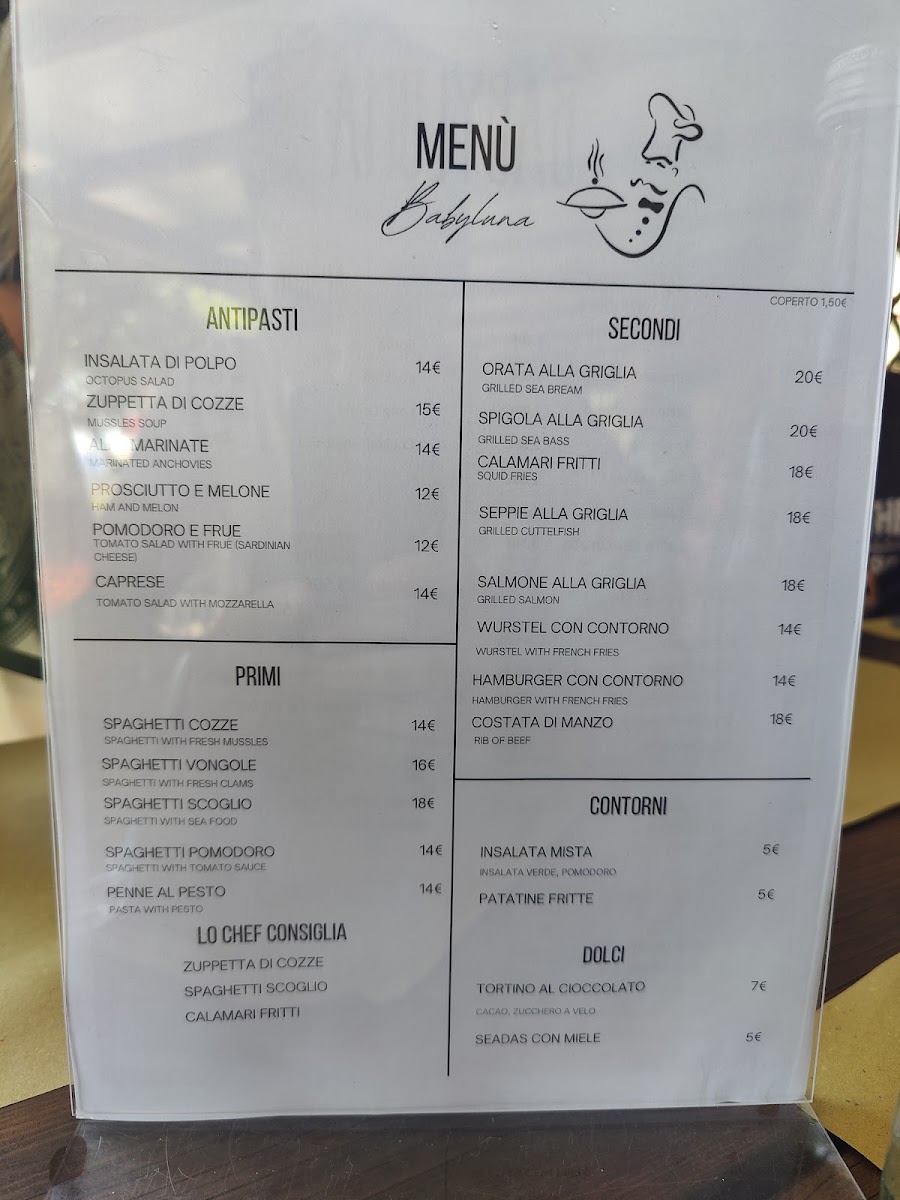 MENÙ
Babyluna
COPERTO 1,50€
ANTIPASTI
INSALATA DI POLPO 14€
OCTOPUS SALAD
ZUPPETTA DI COZZE 15€
MUSSLES SOUP
MARINATE 14€
MARINATED ANCHOVIES
PROSCIUTTO E MELONE 12€
HAM AND MELON
POMODORO E FRUE
TOMATO SALAD WITH FRUE (SARDINIAN 12€
CHEESE)
CAPRESE 14€
TOMATO SALAD WITH MOZZARELLA
PRIMI
SPAGHETTI COZZE 14€
SPAGHETTI WITH FRESH MUSSLES
SPAGHETTI VONGOLE 16€
SPAGHETTI WITH FRESH CLAMS
SPAGHETTI SCOGLIO 18€
SPAGHETTI WITH SEA FOOD
SPAGHETTI POMODORO 14€
SPAGHETTI WITH TOMATO SAUCE
PENNE AL PESTO 14€
PASTA WITH PESTO
LO CHEF CONSIGLIA
ZUPPETTA DI COZZE
SPAGHETTI SCOGLIO
CALAMARI FRITTI
SECONDI
ORATA ALLA GRIGLIA 20€
GRILLED SEA BREAM
SPIGOLA ALLA GRIGLIA 20€
GRILLED SEA BASS
CALAMARI FRITTI 18€
SQUID FRIES
SEPPIE ALLA GRIGLIA 18€
GRILLED CUTTELFISH
SALMONE ALLA GRIGLIA 18€
GRILLED SALMON
WURSTEL CON CONTORNO 14€
WURSTEL WITH FRENCH FRIES
HAMBURGER CON CONTORNO 14€
HAMBURGER WITH FRENCH FRIES
COSTATA DI MANZO 18€
RIB OF BEEF
CONTORNI
INSALATA MISTA 5€
INSALATA VERDE, POMODORO
PATATINE FRITTE 5€
DOLCI
TORTINO AL CIOCCOLATO 7€
CACAO, ZUCCHERO A VELO
SEADAS CON MIELE 5€